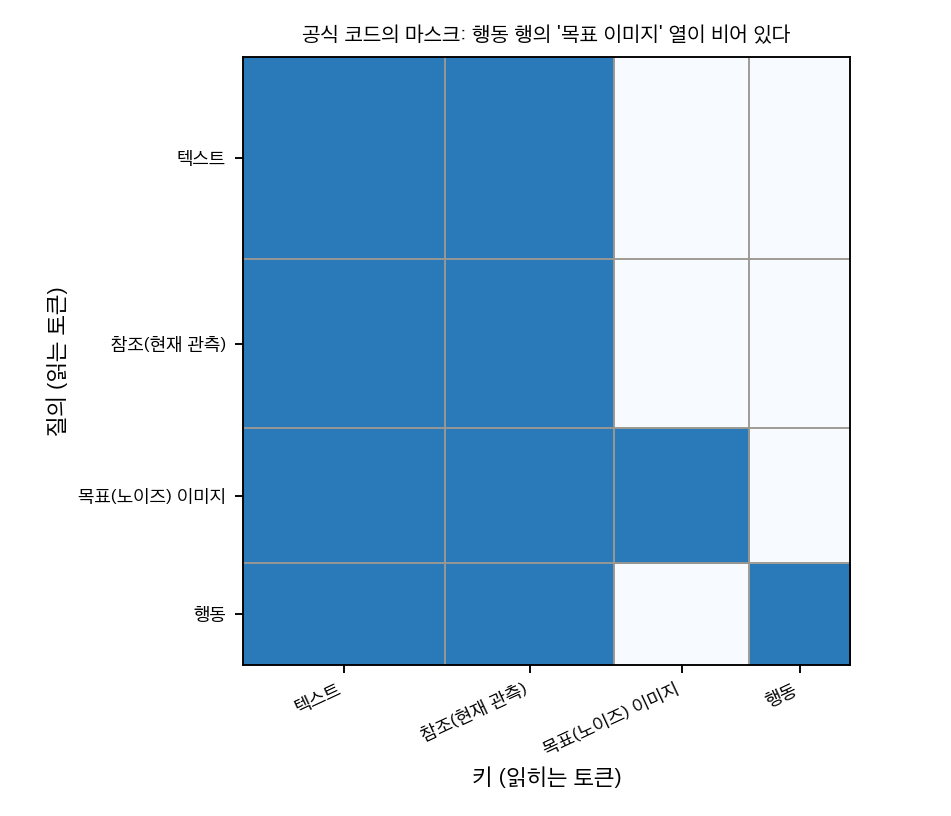 공식 코드의 마스크: 행동 행의 '목표 이미지' 열이 비어 있다
텍스트
참조(현재 관측)
목표(노이즈) 이미지
행동
질의 (읽는 토큰)
텍스트
참조(현재 관측)
목표(노이즈) 이미지
행동
키 (읽히는 토큰)